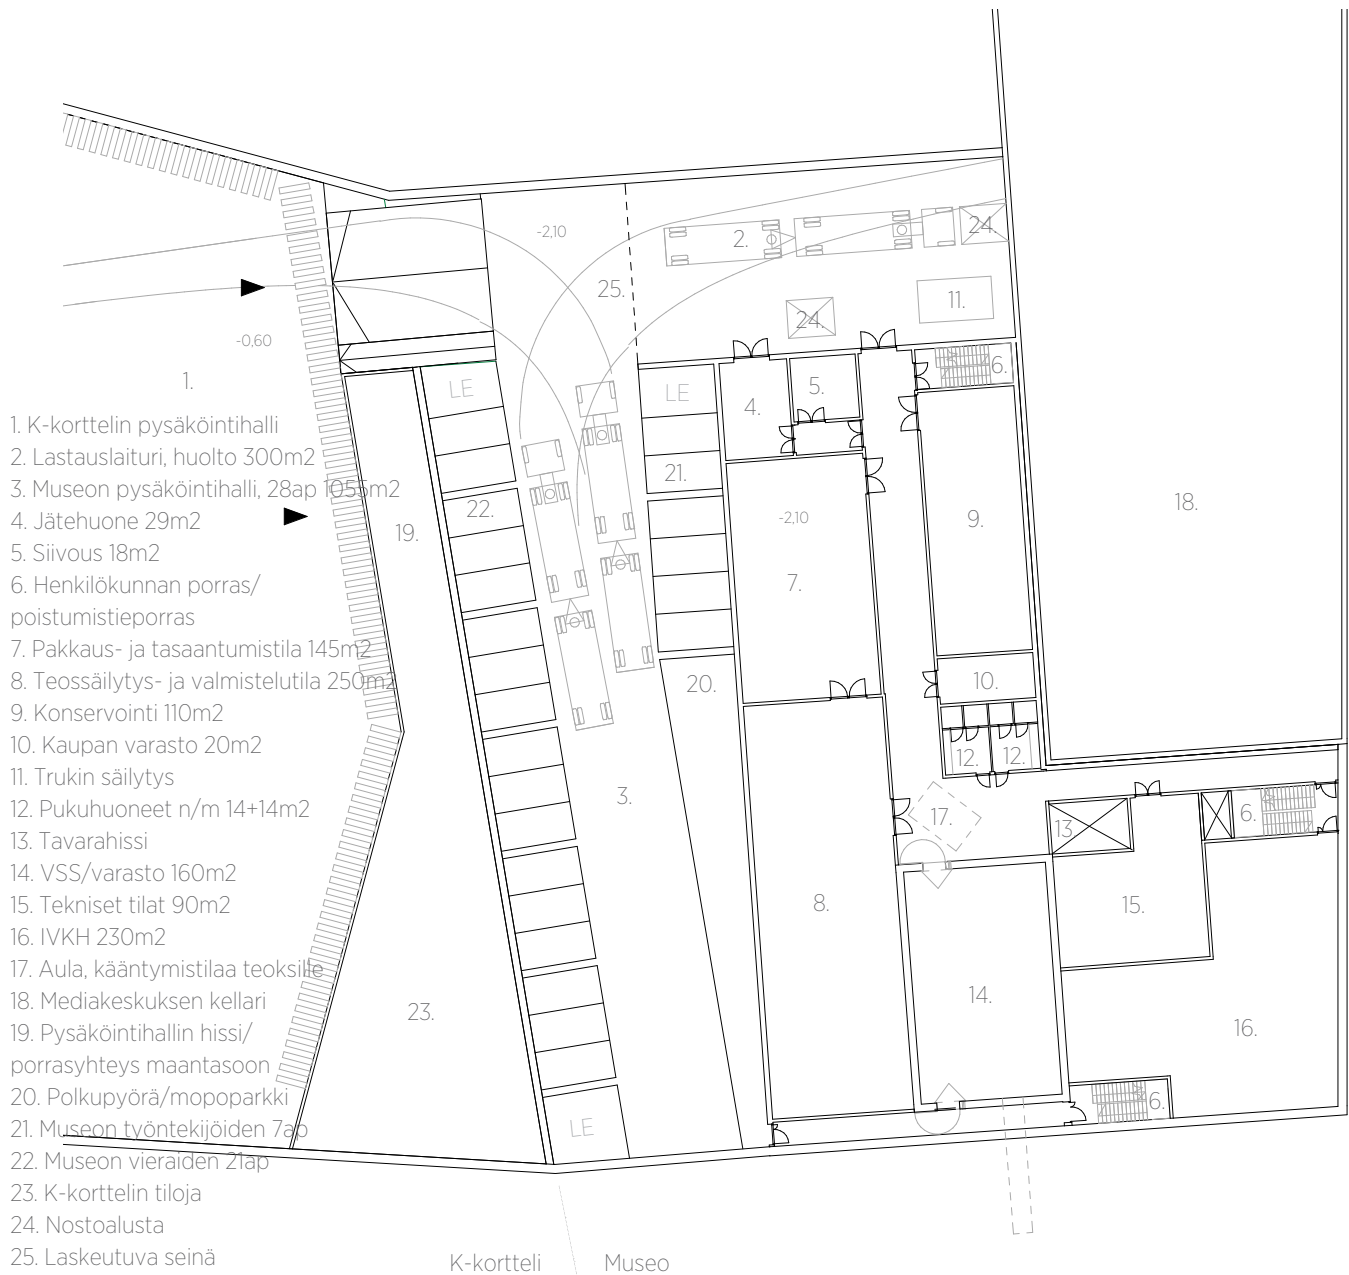 -2,10
2.
24.
25.
11.
24.
-0,60
1.
6.
LE
LE
4.
5.
21.
22.
19.
-2,10
9.
18.
7.
10.
20.
12.
12.
3.
17.
13
6.
8.
15.
14.
23.
16.
6.
LE
1. K-korttelin pysäköintihalli
2. Lastauslaituri, huolto 300m2
3. Museon pysäköintihalli, 28ap 1055m2
4. Jätehuone 29m2
5. Siivous 18m2
6. Henkilökunnan porras/
poistumistieporras
7. Pakkaus- ja tasaantumistila 145m2
8. Teossäilytys- ja valmistelutila 250m2
9. Konservointi 110m2
10. Kaupan varasto 20m2
11. Trukin säilytys
12. Pukuhuoneet n/m 14+14m2
13. Tavarahissi
14. VSS/varasto 160m2
15. Tekniset tilat 90m2
16. IVKH 230m2
17. Aula, kääntymistilaa teoksille
18. Mediakeskuksen kellari
19. Pysäköintihallin hissi/
porrasyhteys maantasoon
20. Polkupyörä/mopoparkki
21. Museon työntekijöiden 7ap
22. Museon vieraiden 21ap
23. K-korttelin tiloja
24. Nostoalusta
25. Laskeutuva seinä
K-kortteli
Museo